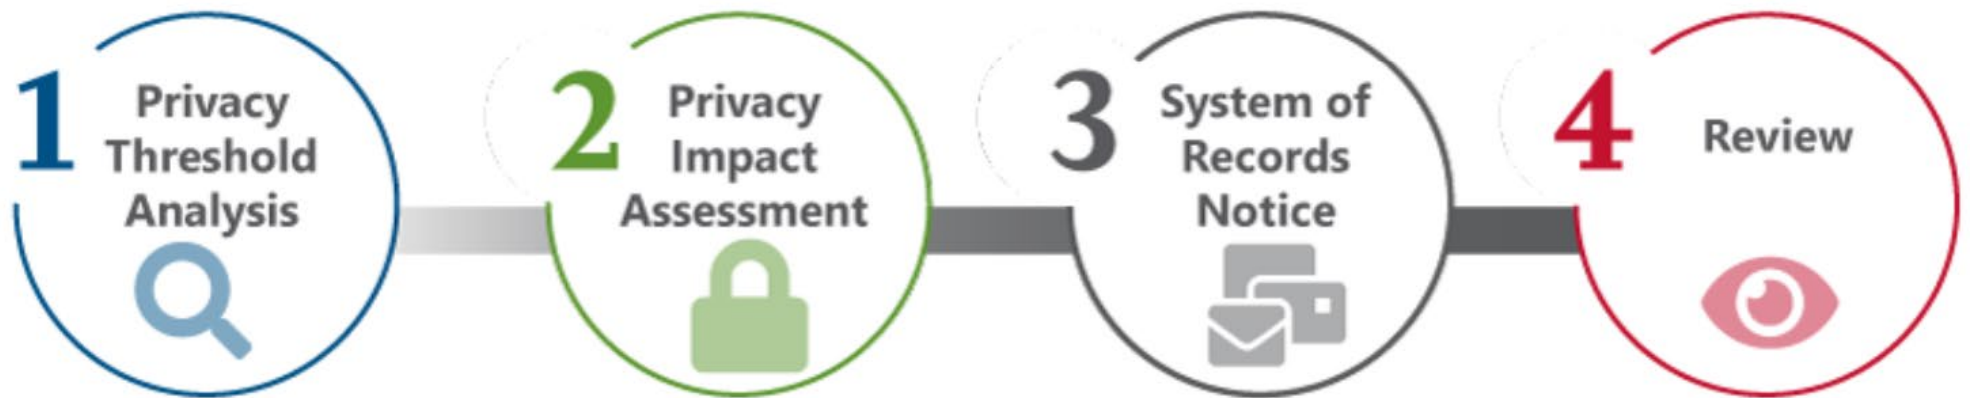 1
Privacy
Threshold
Analysis
2
Privacy
Impact
Assessment
3
System of
Records
Notice
4
Review